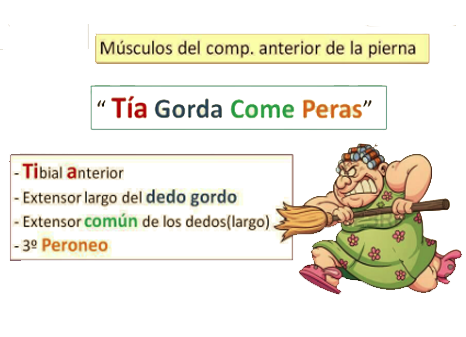 Músculos del comp. anterior de la pierna
“ Tía Gorda Come Peras”
- Tibial anterior
- Extensor largo del dedo gordo
- Extensor común de los dedos(largo)
- 3º Peroneo